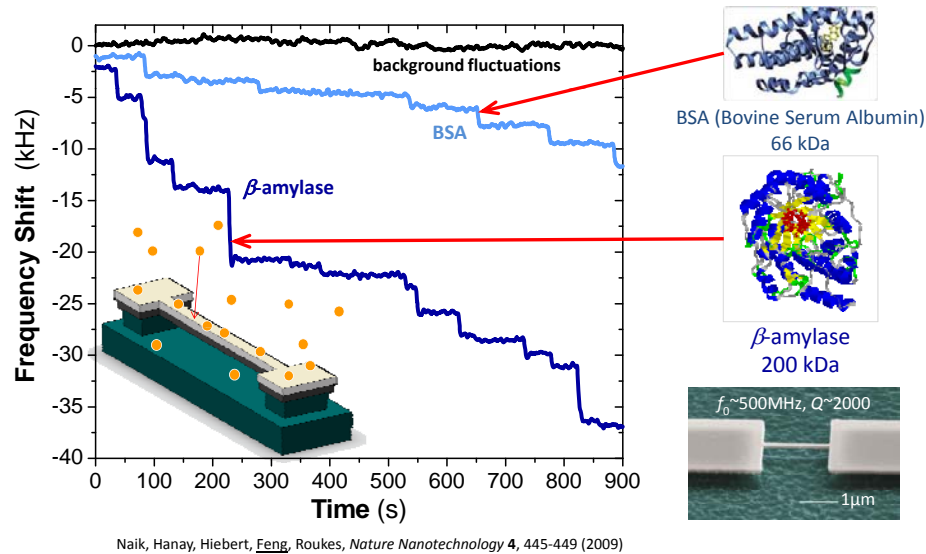 Frequency Shift (kHz)
0
-5
-10
-15
-20
-25
-30
-35
-40
background fluctuations
BSA
β-amylase
0
100
200
300
400
500
600
700
800
900
Time (s)
BSA (Bovine Serum Albumin)
66 kDa
β-amylase
200 kDa
f0~500MHz, Q~2000
1μm
Naik, Hanay, Hiebert, Feng, Roukes, Nature Nanotechnology 4, 445-449 (2009)